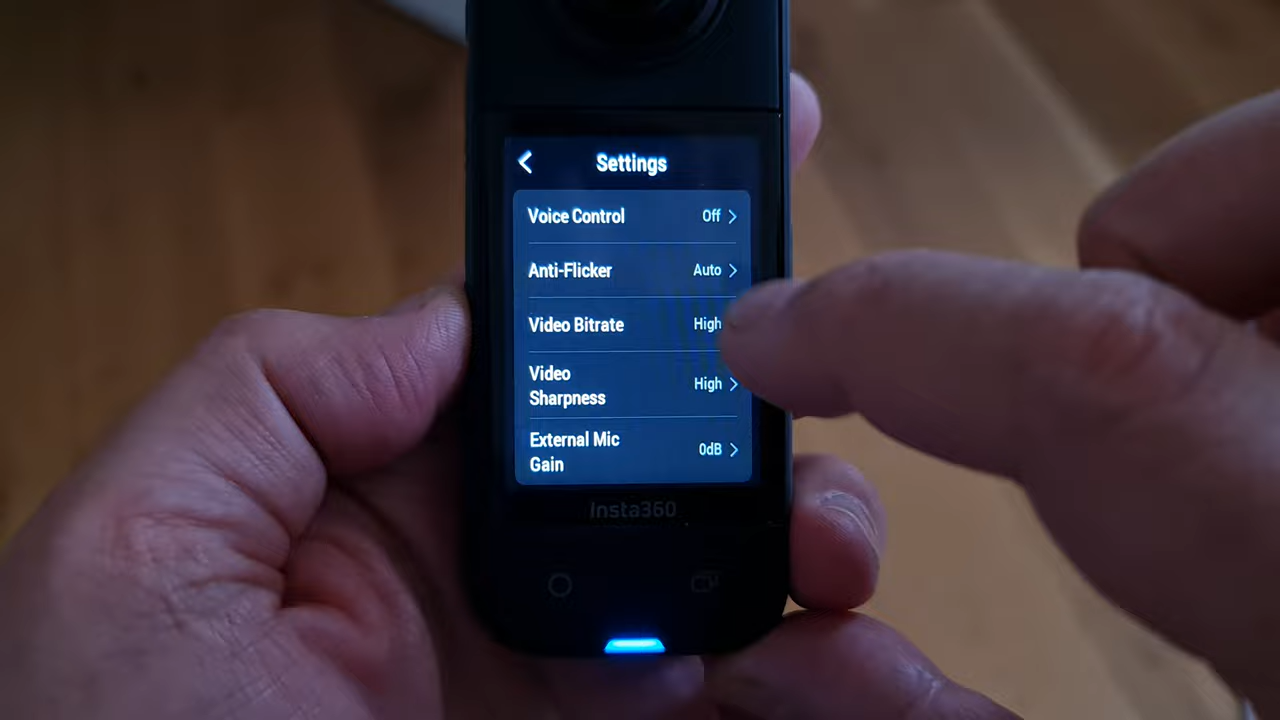 Settings
Voice Control Off
Anti-Flicker Auto
Video Bitrate High
Video
Sharpness High
External Mic
Gain 0dB
Insta360